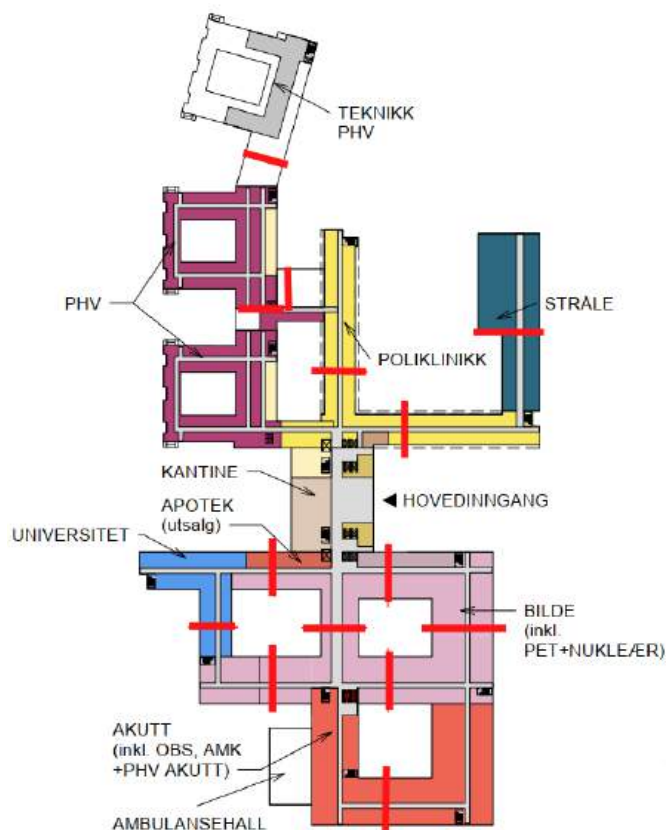 TEKNIKK
PHV
PHV
STRÅLE
POLIKLINIKK
KANTINE
HOVEDINNGANG
APOTEK
(utsalg)
UNIVERSITET
BILDE
(inkl.
PET+NUKLEÆR)
AKUTT
(inkl. OBS, AMK
+PHV AKUTT)
AMBULANSEHALL